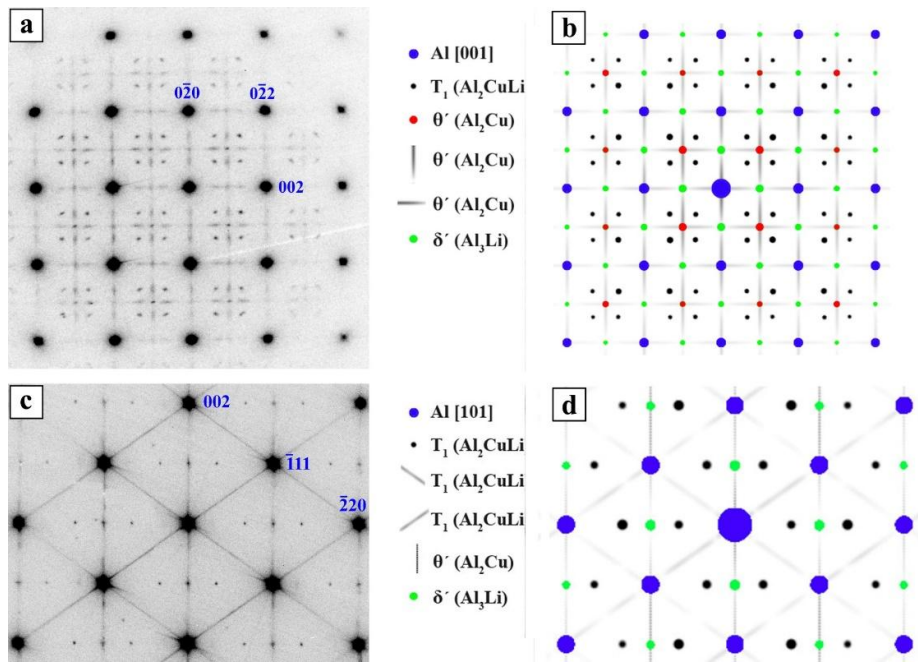 a
02̅0
02̅2
002
Al [001]
T₁ (Al₂CuLi
θ´ (Al₂Cu)
θ´ (Al₂Cu)
θ´ (Al₂Cu)
δ´ (Al₃Li)
b
c
002
1̅11
2̅20
Al [101]
T₁ (Al₂CuLi
T₁ (Al₂CuLi
T₁ (Al₂CuLi
θ´ (Al₂Cu)
δ´ (Al₃Li)
d